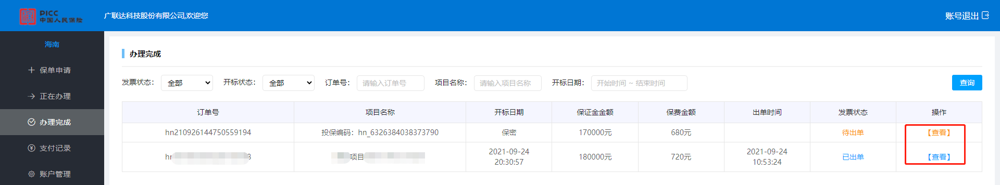 PICC
中国人民保险
广联达科技股份有限公司,欢迎您
账号退出
海南
保单申请
正在办理
办理完成
支付记录
账户管理
办理完成
发票状态： 全部 开标状态： 全部 订单号： 请输入订单号 项目名称： 请输入项目名称 开标日期： 开始时间 ~ 结束时间 查询
订单号 项目名称 开标日期 保证金金额 保费金额 出单时间 发票状态 操作
hn210926144750559194 投保编码：hn_6326384038373790 保密 170000元 680元 待出单 【查看】
项目 2021-09-24 20:30:57 180000元 720元 2021-09-24 10:53:24 已出单 【查看】